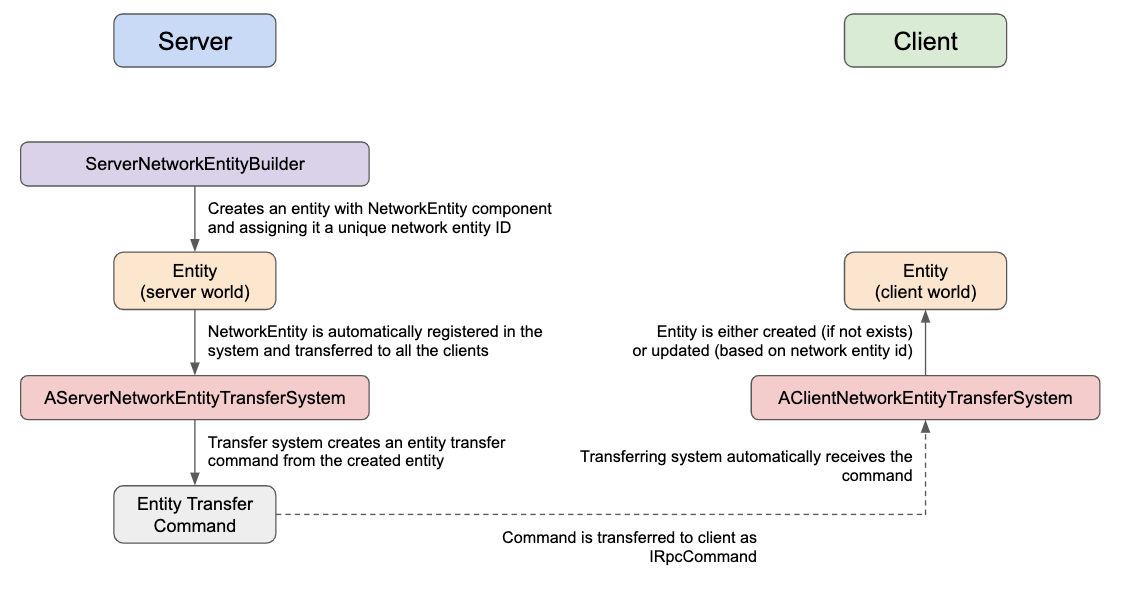 Server
Client
ServerNetworkEntityBuilder
Creates an entity with NetworkEntity component
and assigning it a unique network entity ID
Entity
(server world)
Entity
(client world)
NetworkEntity is automatically registered in the
system and transferred to all the clients
Entity is either created (if not exists)
or updated (based on network entity id)
AServerNetworkEntityTransferSystem
AClientNetworkEntityTransferSystem
Transfer system creates an entity transfer
command from the created entity
Transferring system automatically receives the
command
Entity Transfer
Command
Command is transferred to client as
IRpcCommand